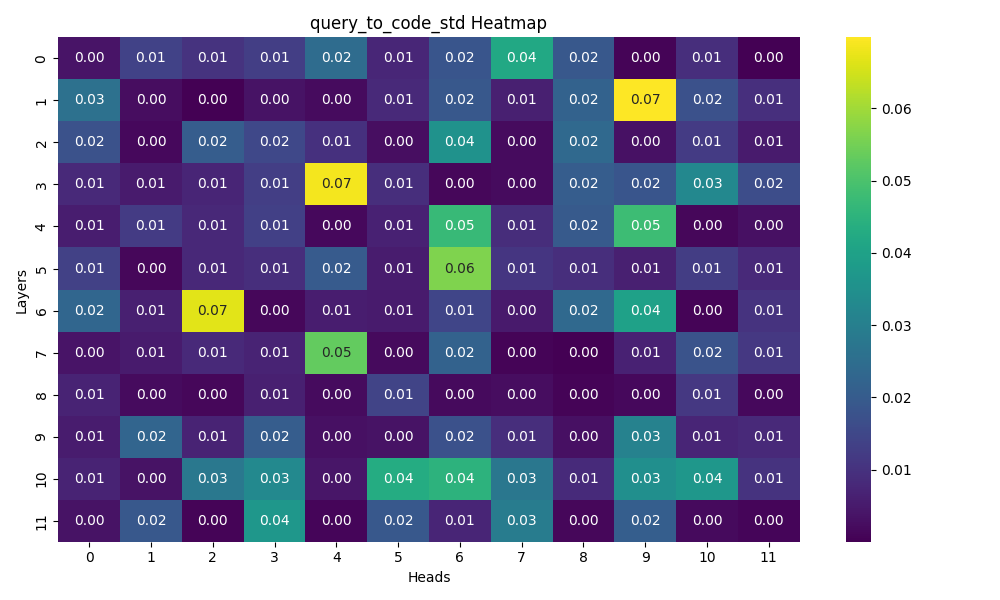 query_to_code_std Heatmap
0 0.00 0.01 0.01 0.01 0.02 0.01 0.02 0.04 0.02 0.00 0.01 0.00
1 0.03 0.00 0.00 0.00 0.00 0.01 0.02 0.01 0.02 0.07 0.02 0.01
2 0.02 0.00 0.02 0.02 0.01 0.00 0.04 0.00 0.02 0.00 0.01 0.01
3 0.01 0.01 0.01 0.01 0.07 0.01 0.00 0.00 0.02 0.02 0.03 0.02
4 0.01 0.01 0.01 0.01 0.00 0.01 0.05 0.01 0.02 0.05 0.00 0.00
5 0.01 0.00 0.01 0.01 0.02 0.01 0.06 0.01 0.01 0.01 0.01 0.01
6 0.02 0.01 0.07 0.00 0.01 0.01 0.01 0.00 0.02 0.04 0.00 0.01
7 0.00 0.01 0.01 0.01 0.05 0.00 0.02 0.00 0.00 0.01 0.02 0.01
8 0.01 0.00 0.00 0.01 0.00 0.01 0.00 0.00 0.00 0.00 0.01 0.00
9 0.01 0.02 0.01 0.02 0.00 0.00 0.02 0.01 0.00 0.03 0.01 0.01
10 0.01 0.00 0.03 0.03 0.00 0.04 0.04 0.03 0.01 0.03 0.04 0.01
11 0.00 0.02 0.00 0.04 0.00 0.02 0.01 0.03 0.00 0.02 0.00 0.00
0 1 2 3 4 5 6 7 8 9 10 11
Heads
Layers
0.06
0.05
0.04
0.03
0.02
0.01